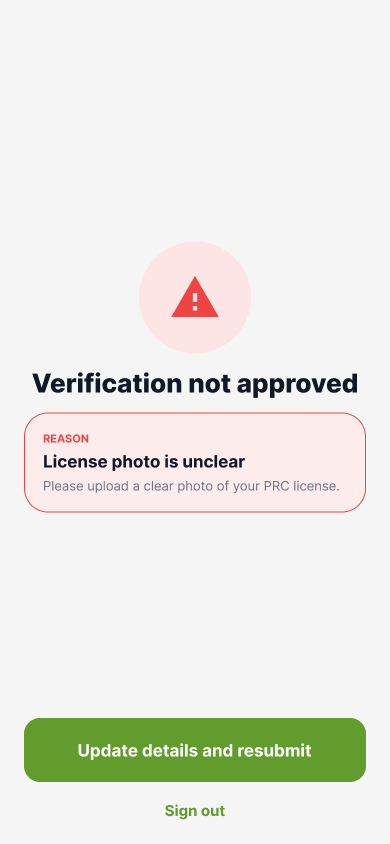 Verification not approved
REASON
License photo is unclear
Please upload a clear photo of your PRC license.
Update details and resubmit
Sign out